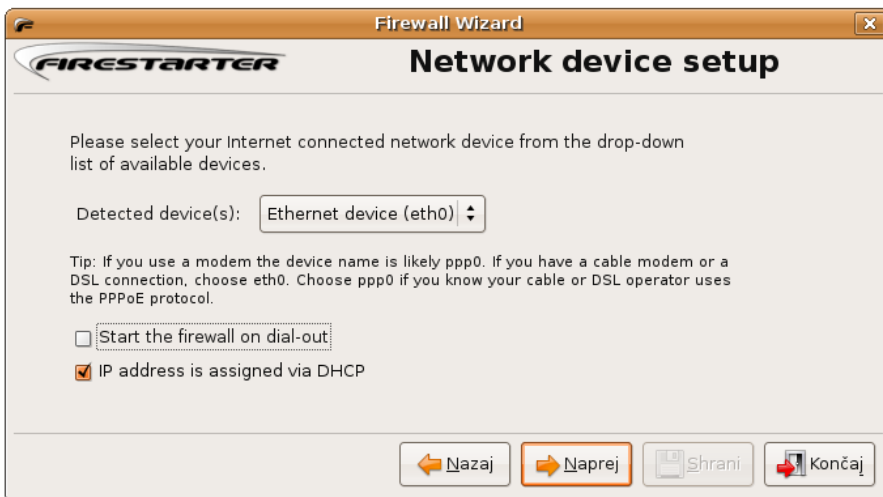 Firewall Wizard
FIRESTARTER
Network device setup
Please select your Internet connected network device from the drop-down
list of available devices.
Detected device(s): Ethernet device (eth0)
Tip: If you use a modem the device name is likely ppp0. If you have a cable modem or a
DSL connection, choose eth0. Choose ppp0 if you know your cable or DSL operator uses
the PPPoE protocol.
Start the firewall on dial-out
IP address is assigned via DHCP
Nazaj Naprej Shrani Končaj